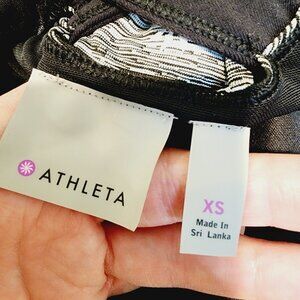 ATHLETA
XS
Made In
Sri Lanka